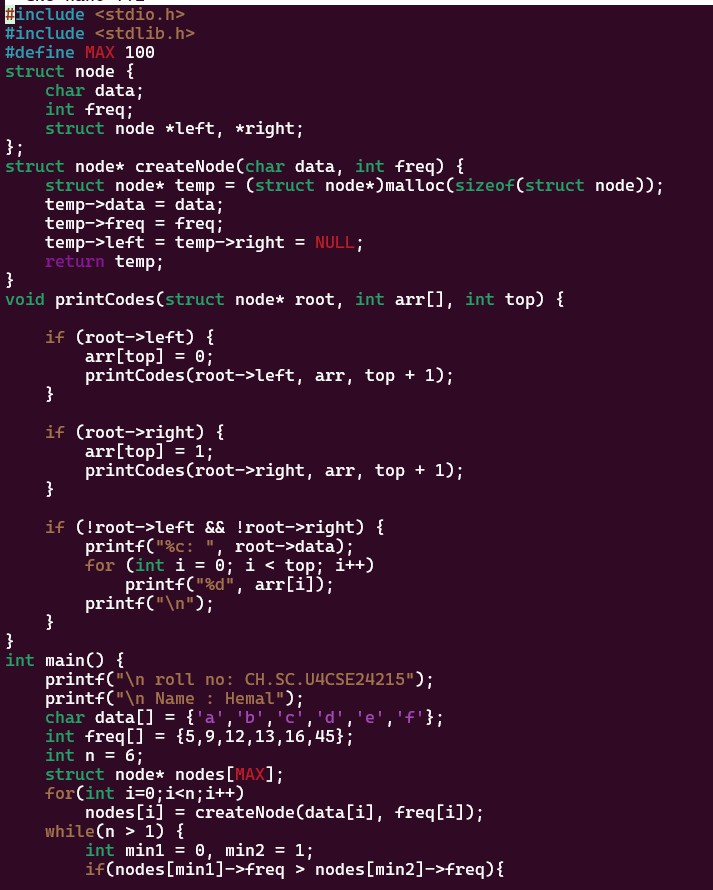 #include <stdio.h>
#include <stdlib.h>
#define MAX 100
struct node {
    char data;
    int freq;
    struct node *left, *right;
};
struct node* createNode(char data, int freq) {
    struct node* temp = (struct node*)malloc(sizeof(struct node));
    temp->data = data;
    temp->freq = freq;
    temp->left = temp->right = NULL;
    return temp;
}
void printCodes(struct node* root, int arr[], int top) {

    if (root->left) {
        arr[top] = 0;
        printCodes(root->left, arr, top + 1);
    }

    if (root->right) {
        arr[top] = 1;
        printCodes(root->right, arr, top + 1);
    }

    if (!root->left && !root->right) {
        printf("%c: ", root->data);
        for (int i = 0; i < top; i++)
            printf("%d", arr[i]);
        printf("\n");
    }
}
int main() {
    printf("\n roll no: CH.SC.U4CSE24215");
    printf("\n Name : Hemal");
    char data[] = {'a','b','c','d','e','f'};
    int freq[] = {5,9,12,13,16,45};
    int n = 6;
    struct node* nodes[MAX];
    for(int i=0;i<n;i++)
        nodes[i] = createNode(data[i], freq[i]);
    while(n > 1) {
        int min1 = 0, min2 = 1;
        if(nodes[min1]->freq > nodes[min2]->freq){